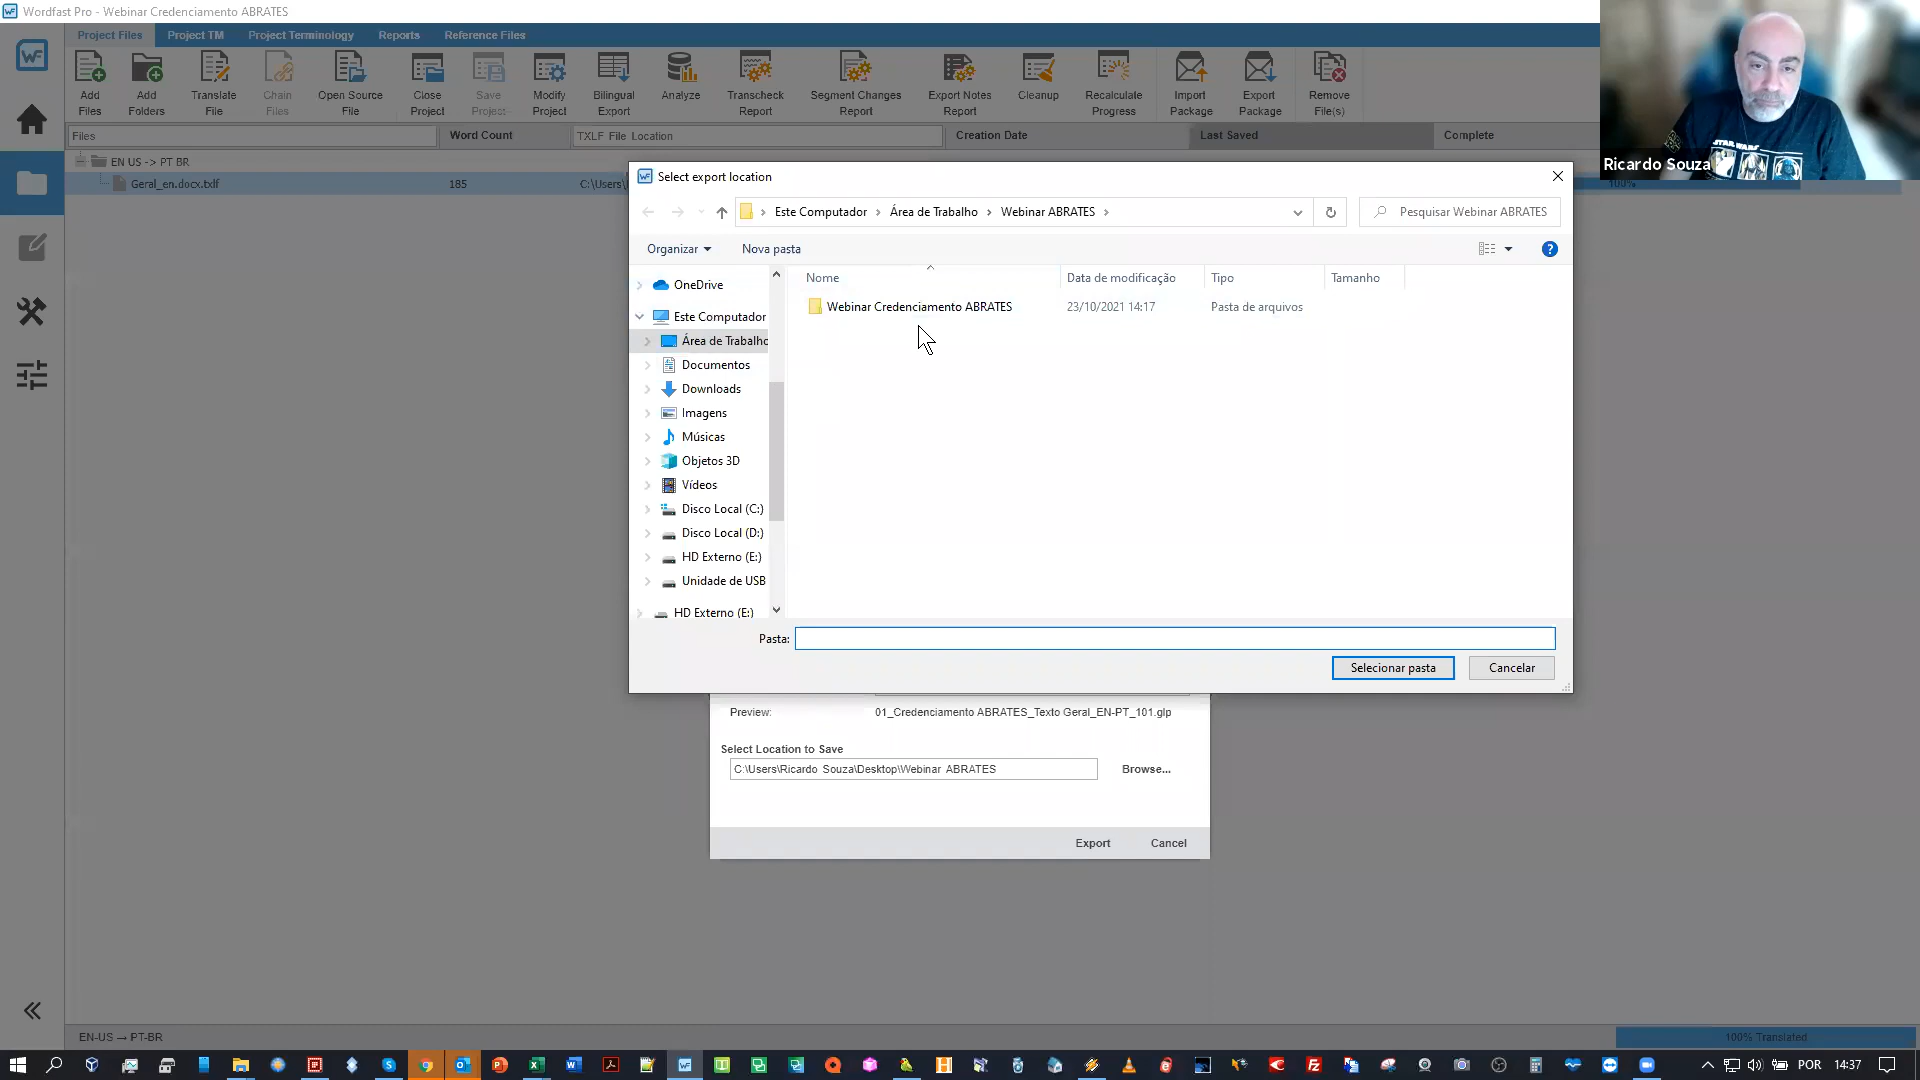 Wordfast Pro - Webinar Credenciamento ABRATES
Project Files
Project TM
Project Terminology
Reports
Reference Files
Add Files
Add Folders
Translate File
Chain Files
Open Source File
Close Project
Save Project
Modify Project
Bilingual Export
Analyze
Transcheck Report
Segment Changes Report
Export Notes Report
Cleanup
Recalculate Progress
Import Package
Export Package
Remove File(s)
Files
Word Count
TXLF File Location
Creation Date
Last Saved
Complete
EN US -> PT BR
Geral_en.docx.txlf
185
C:\Users\
100%
STAR WARS
Ricardo Souza
Select export location
Este Computador
Área de Trabalho
Webinar ABRATES
Pesquisar Webinar ABRATES
Organizar
Nova pasta
Nome
Data de modificação
Tipo
Tamanho
Webinar Credenciamento ABRATES
23/10/2021 14:17
Pasta de arquivos
OneDrive
Este Computador
Área de Trabalho
Documentos
Downloads
Imagens
Músicas
Objetos 3D
Vídeos
Disco Local (C:)
Disco Local (D:)
HD Externo (E:)
Unidade de USB
HD Externo (E:)
Pasta:
Selecionar pasta
Cancelar
Preview:
01_Credenciamento ABRATES_Texto Geral_EN-PT_101.glp
Select Location to Save
C:\Users\Ricardo Souza\Desktop\Webinar ABRATES
Browse...
Export
Cancel
EN-US → PT-BR
100% Translated
POR
14:37